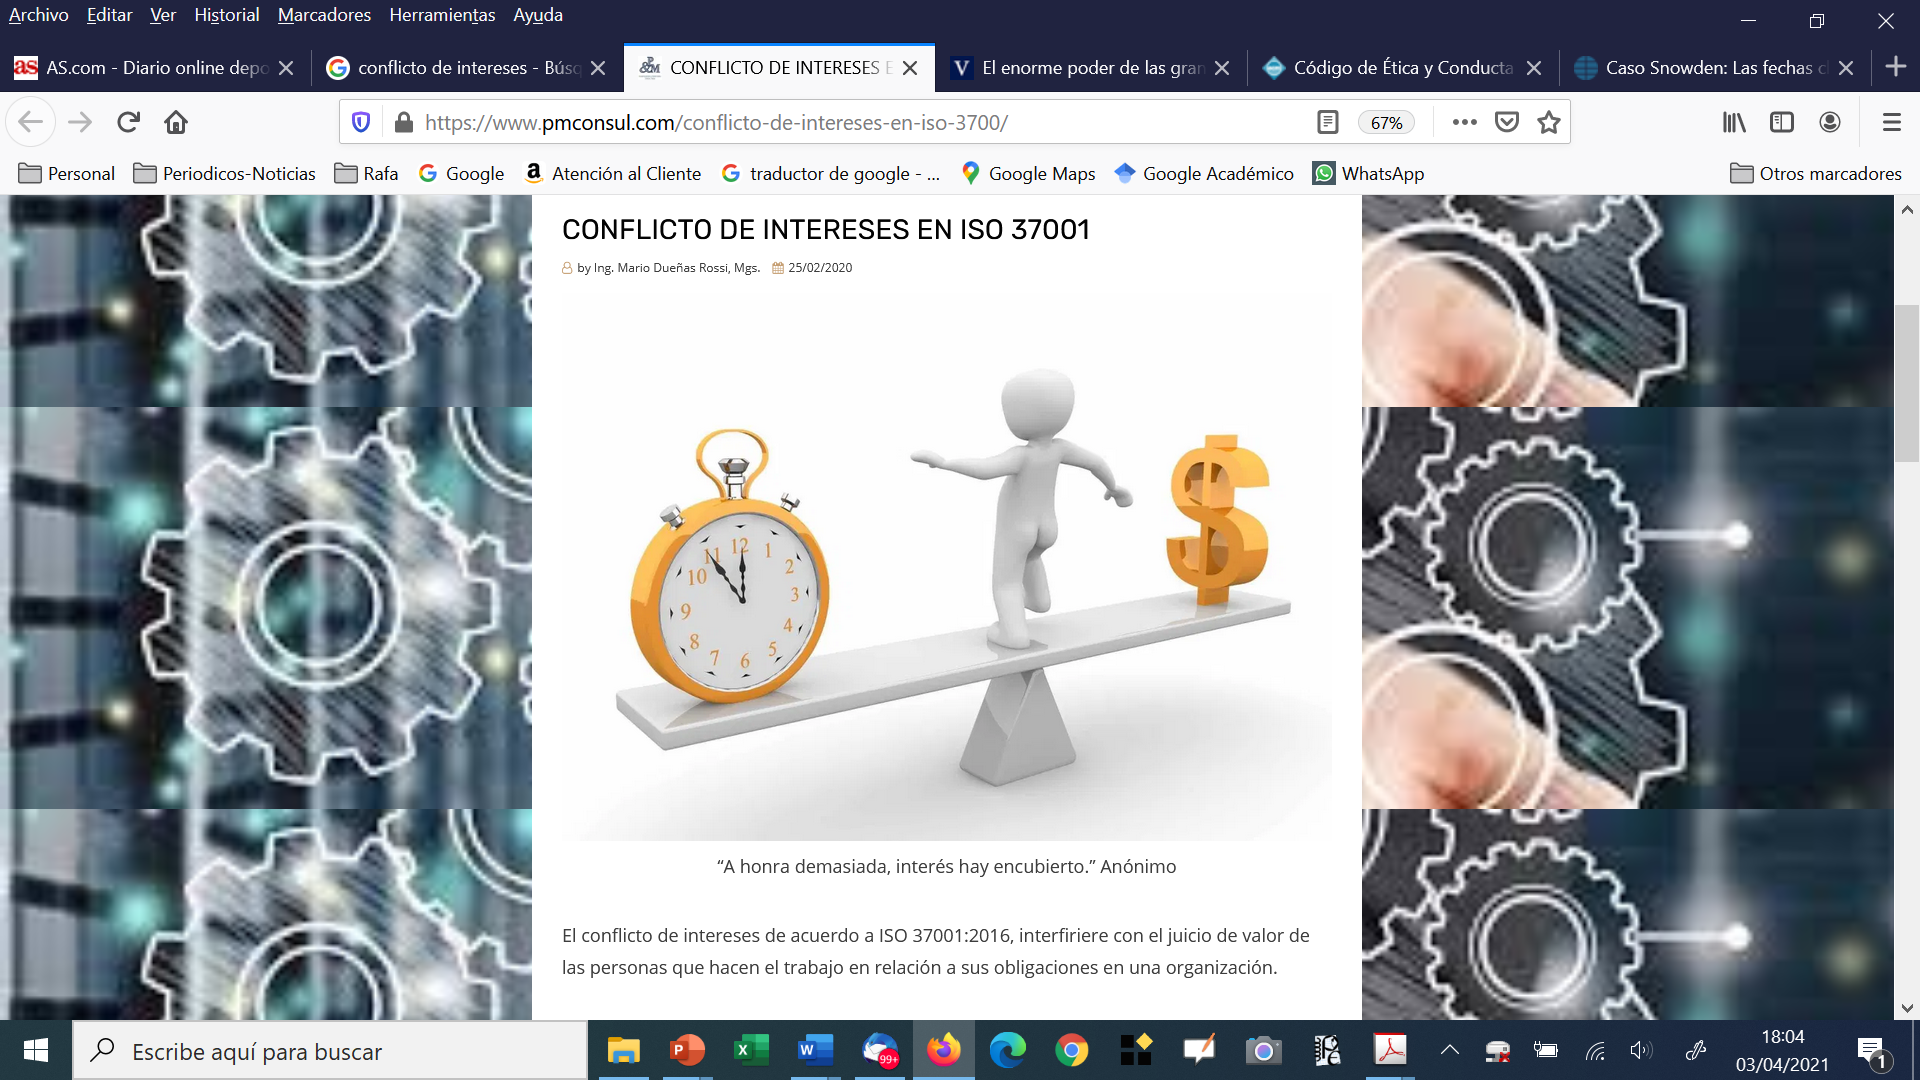 Archivo Editar Ver Historial Marcadores Herramientas Ayuda
AS.com - Diario online depo
conflicto de intereses - Búsq
CONFLICTO DE INTERESES E
El enorme poder de las gran
Código de Ética y Conducta
Caso Snowden: Las fechas cl
https://www.pmconsul.com/conflicto-de-intereses-en-iso-3700/
67%
Personal Periodicos-Noticias Rafa Google Atención al Cliente traductor de google - ... Google Maps Google Académico WhatsApp Otros marcadores
CONFLICTO DE INTERESES EN ISO 37001
by Ing. Mario Dueñas Rossi, Mgs. 25/02/2020
12
1
2
3
4
5
6
7
8
9
10
11
$
“A honra demasiada, interés hay encubierto.” Anónimo
El conflicto de intereses de acuerdo a ISO 37001:2016, interfiriere con el juicio de valor de
las personas que hacen el trabajo en relación a sus obligaciones en una organización.
Escribe aquí para buscar
99+
18:04
03/04/2021
1